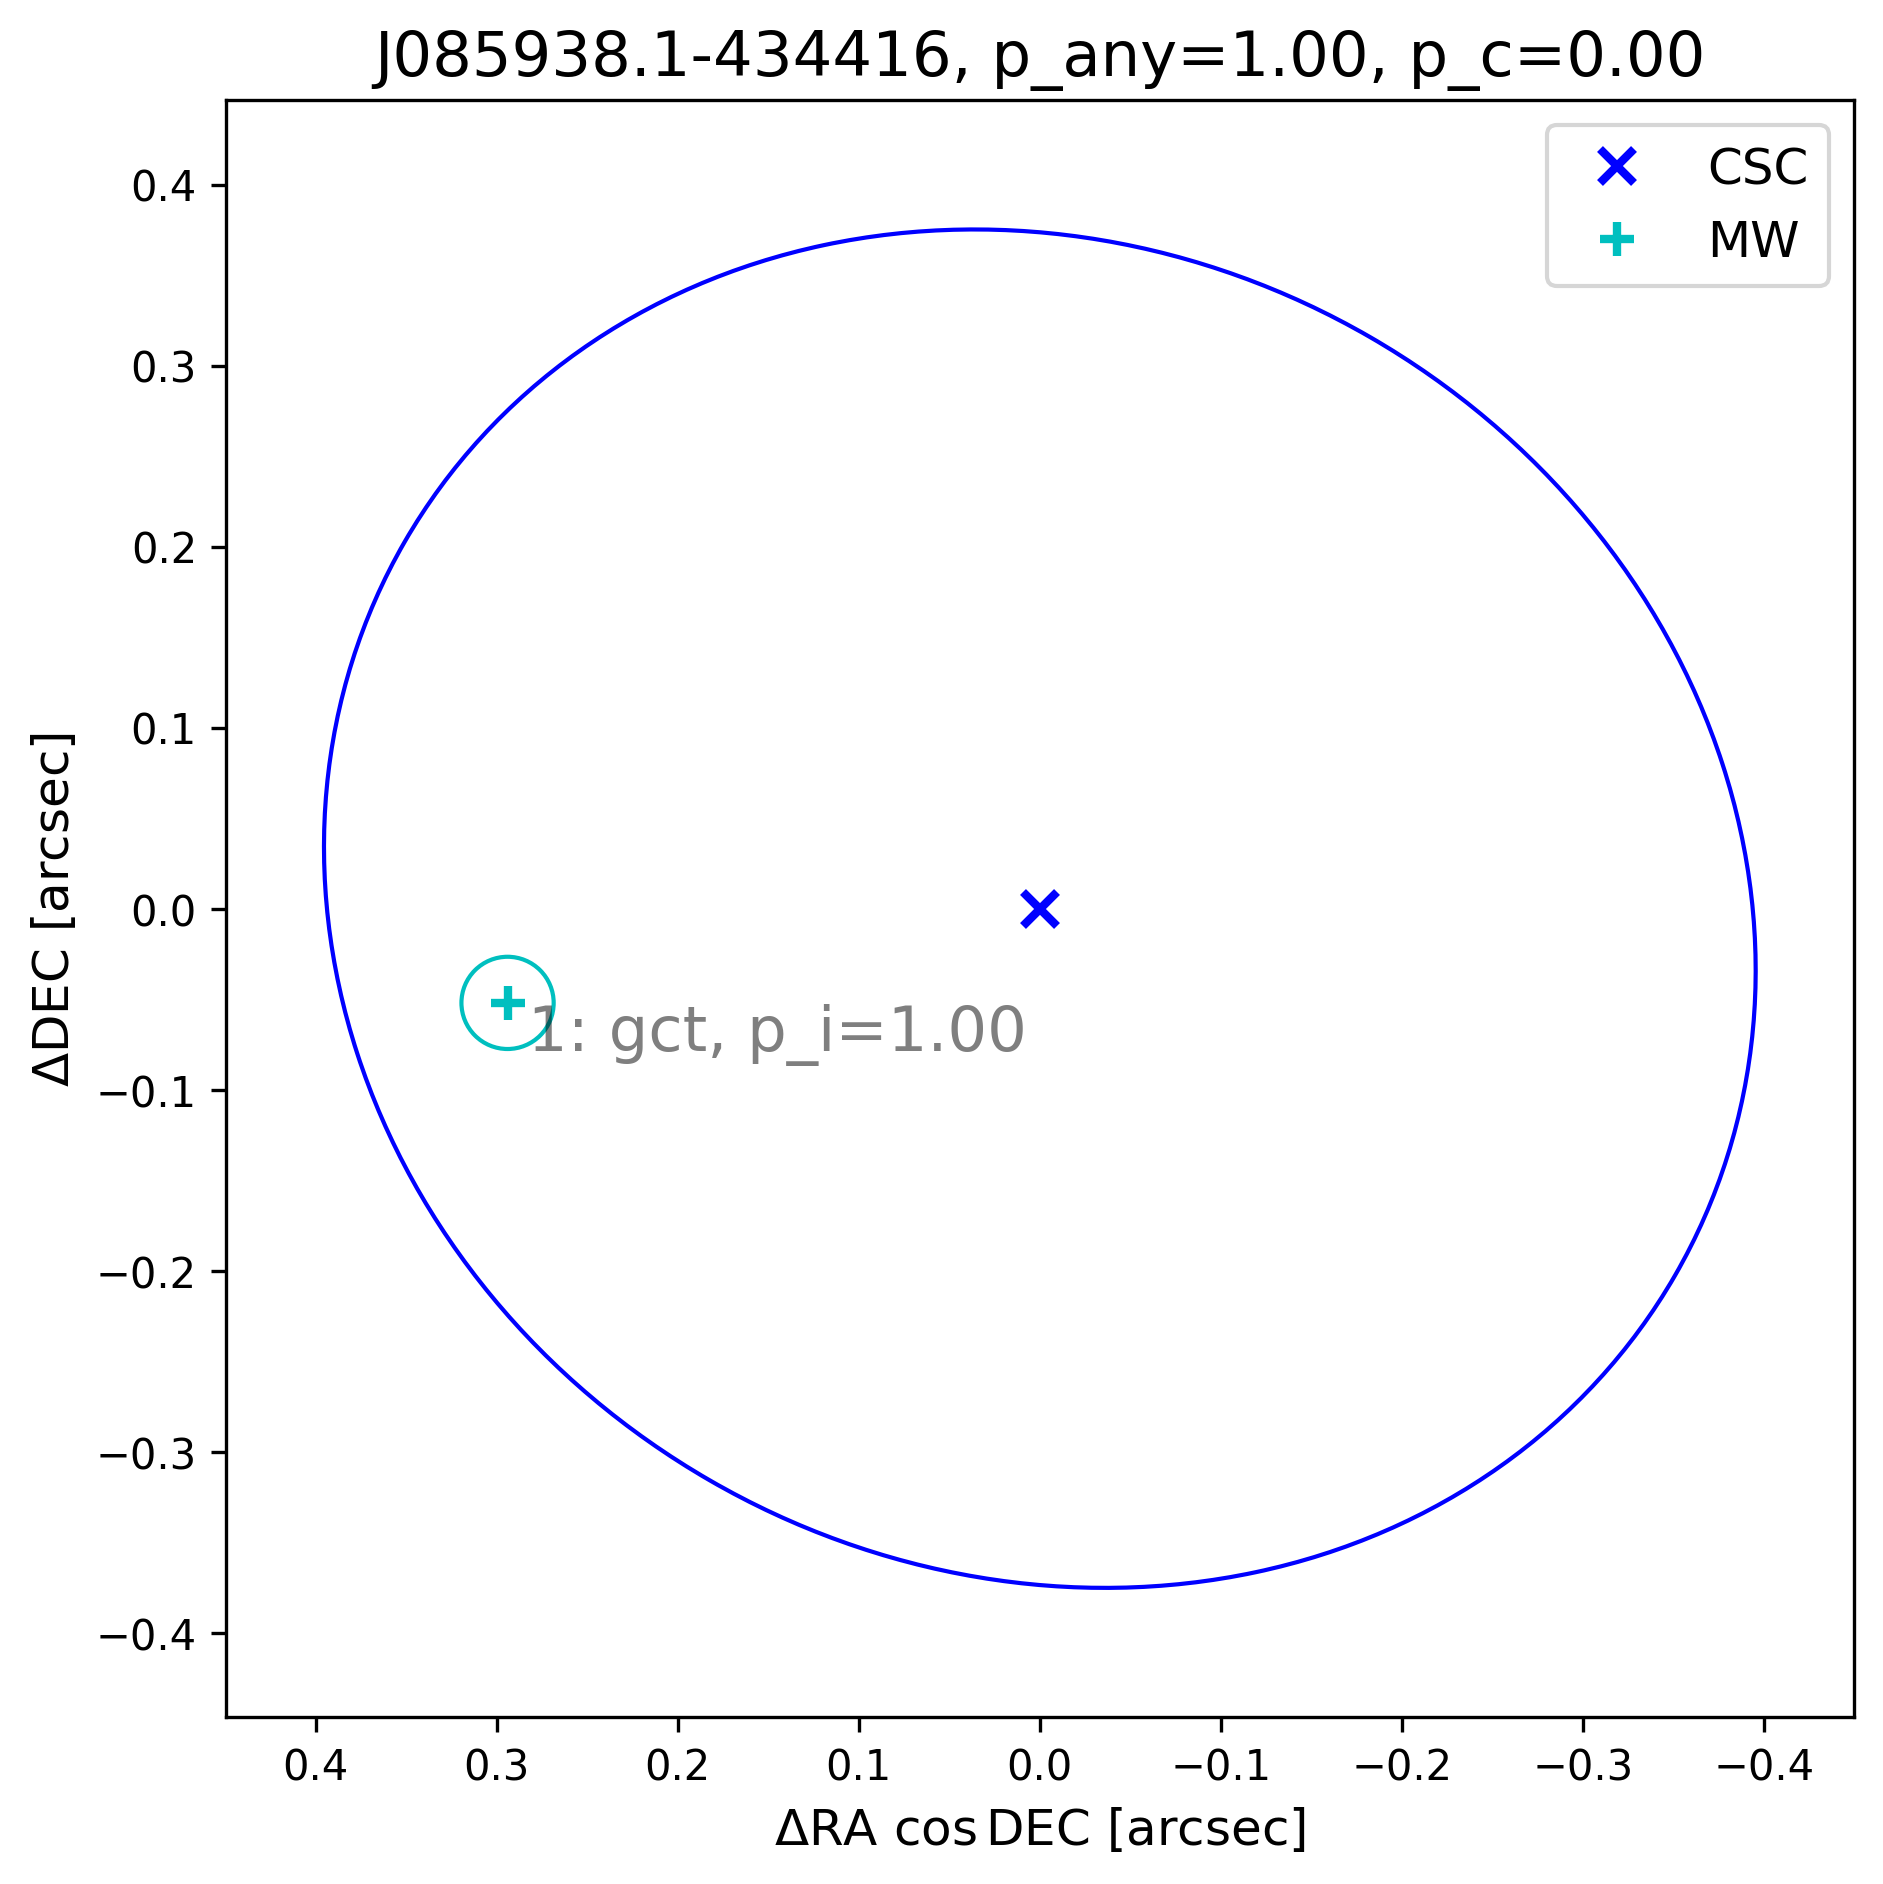 J085938.1-434416, p_any=1.00, p_c=0.00
CSC
MW
0.4
0.3
0.2
0.1
0.0
−0.1
−0.2
−0.3
−0.4
ΔDEC [arcsec]
1: gct, p_i=1.00
0.4 0.3 0.2 0.1 0.0 −0.1 −0.2 −0.3 −0.4
ΔRA cos DEC [arcsec]